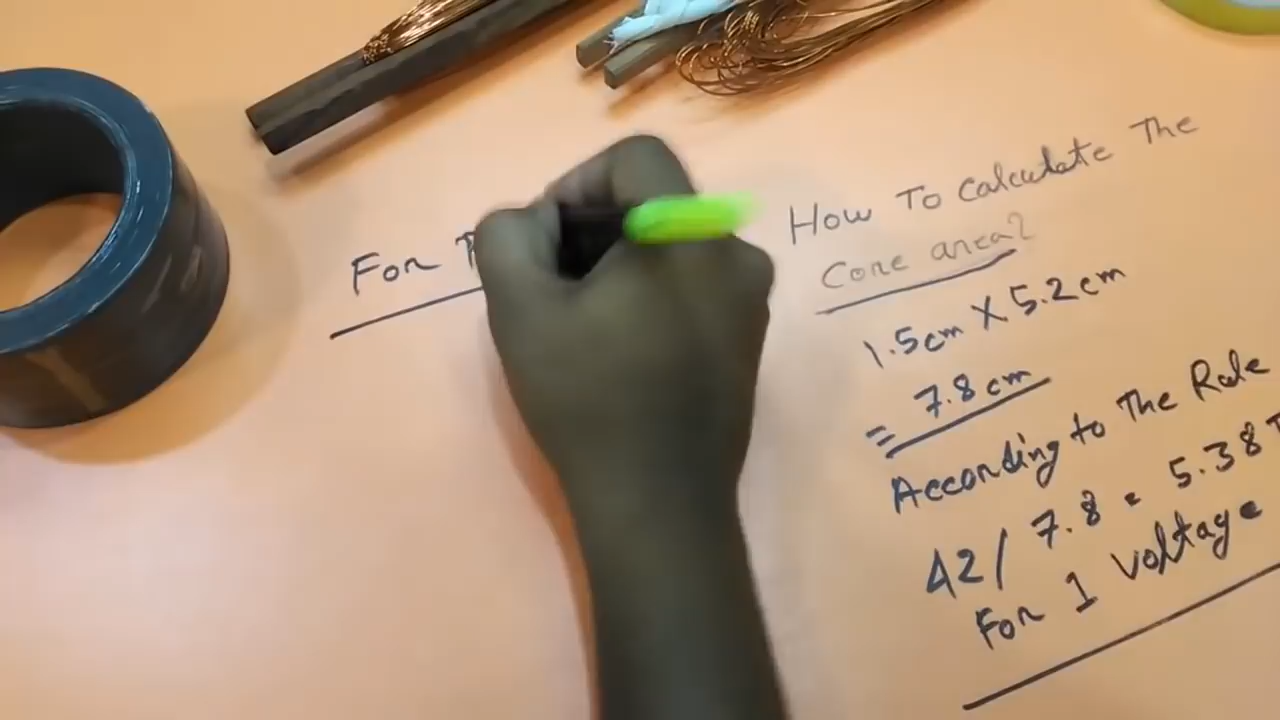 For
How To calculate The
Core area?
1.5cm X 5.2cm
= 7.8 cm
According to The Rule
42/ 7.8 = 5.38 T
For 1 voltage